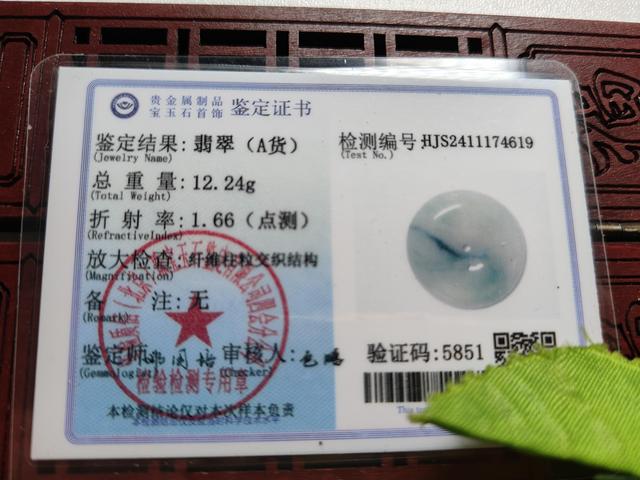 贵金属制品
宝玉石首饰 鉴定证书
鉴定结果: 翡翠（A货）
(Jewelry Name)
检测编号 HJS2411174619
(Test No.)
总重量: 12.24g
(Total Weight)
折射率: 1.66（点测）
(RefractiveIndex)
放大检查: 纤维柱粒交织结构
(Magnification)
备注: 无
(Remark)
鉴定师
审核人:
(Gemmologist)
(Checker)
验证码: 5851
检验检测专用章
本检测结论仅对本次样本负责
This